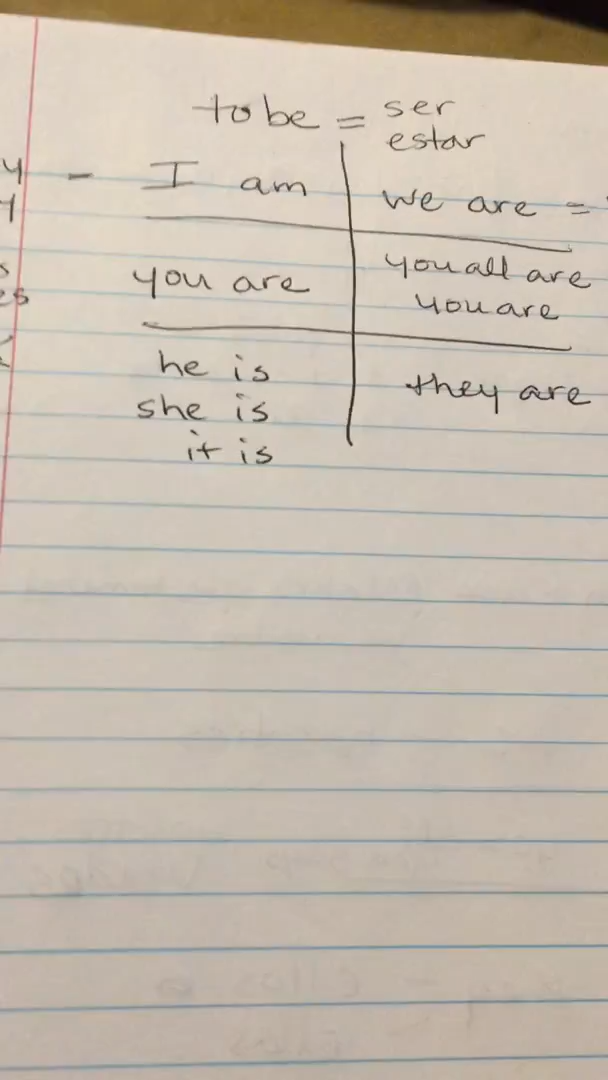 to be = ser
estar
- I am
we are =
you are
you all are
you are
he is
she is
it is
they are